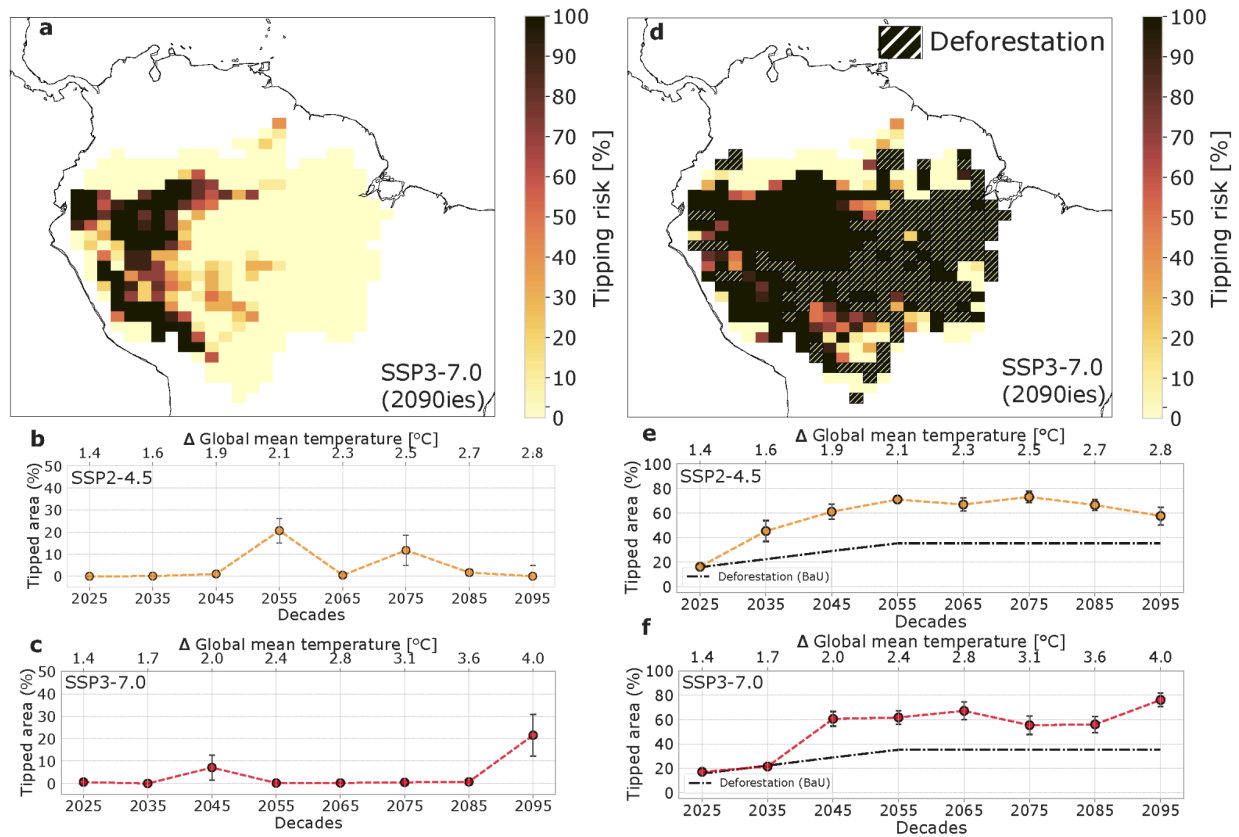 a
100
90
80
70
60
50
40
30
20
10
0
Tipping risk [%]
SSP3-7.0
(2090ies)
d
Deforestation
100
90
80
70
60
50
40
30
20
10
0
Tipping risk [%]
SSP3-7.0
(2090ies)
b
Δ Global mean temperature [°C]
1.4 1.6 1.9 2.1 2.3 2.5 2.7 2.8
SSP2-4.5
Tipped area (%)
50
40
30
20
10
0
2025 2035 2045 2055 2065 2075 2085 2095
Decades
c
Δ Global mean temperature [°C]
1.4 1.7 2.0 2.4 2.8 3.1 3.6 4.0
SSP3-7.0
Tipped area (%)
50
40
30
20
10
0
2025 2035 2045 2055 2065 2075 2085 2095
Decades
e
Δ Global mean temperature [°C]
1.4 1.6 1.9 2.1 2.3 2.5 2.7 2.8
SSP2-4.5
Tipped area (%)
100
80
60
40
20
0
Deforestation (BaU)
2025 2035 2045 2055 2065 2075 2085 2095
Decades
f
Δ Global mean temperature [°C]
1.4 1.7 2.0 2.4 2.8 3.1 3.6 4.0
SSP3-7.0
Tipped area (%)
100
80
60
40
20
0
Deforestation (BaU)
2025 2035 2045 2055 2065 2075 2085 2095
Decades